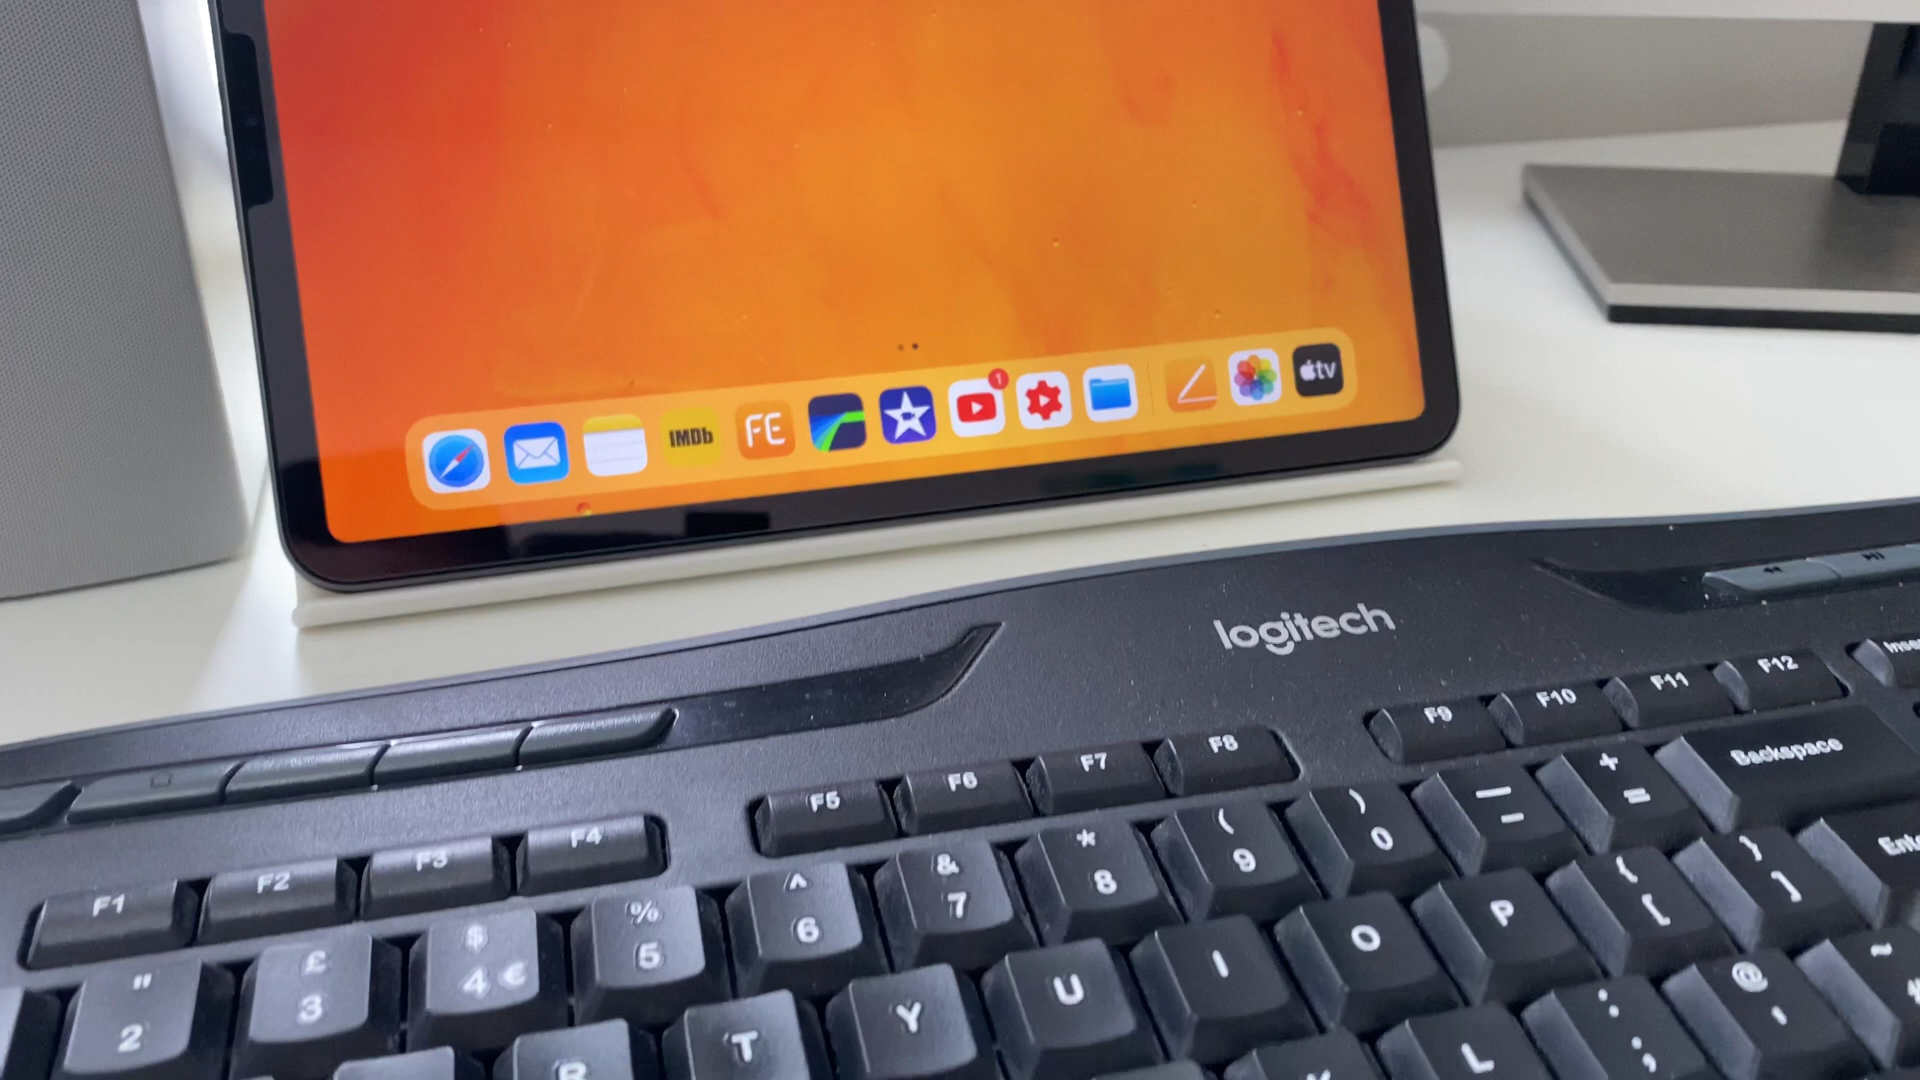 IMDb
FE
1
tv
logitech
Backspace
F1 F2 F3 F4 F5 F6 F7 F8 F9 F10 F11 F12
" £ $ % ^ & * ( ) — +
2 3 4 € 5 6 7 8 9 0 - =
R T Y U I O P { }
[ ]
L : @ ~
; '